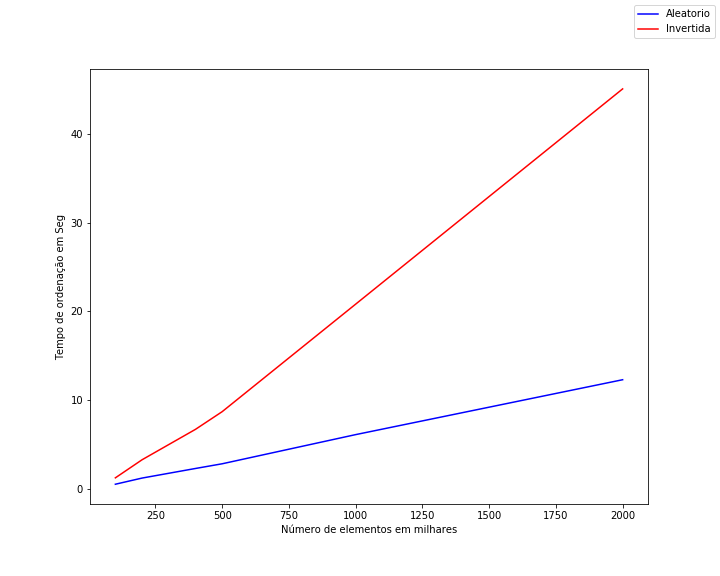 Aleatorio
Invertida
Tempo de ordenação em Seg
40
30
20
10
0
250 500 750 1000 1250 1500 1750 2000
Número de elementos em milhares